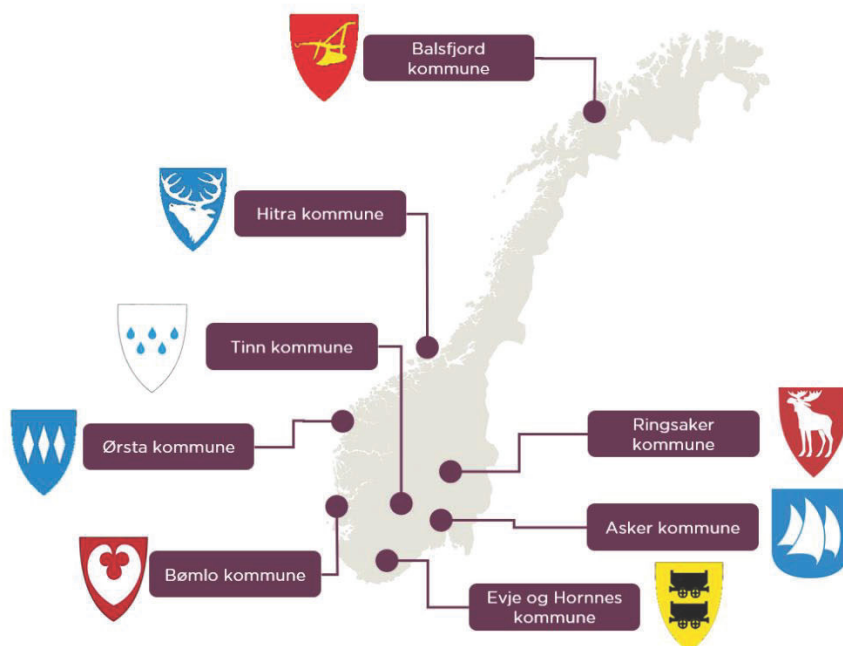 Balsfjord
kommune
Hitra kommune
Tinn kommune
Ørsta kommune
Ringsaker
kommune
Asker kommune
Bømlo kommune
Evje og Hornnes
kommune